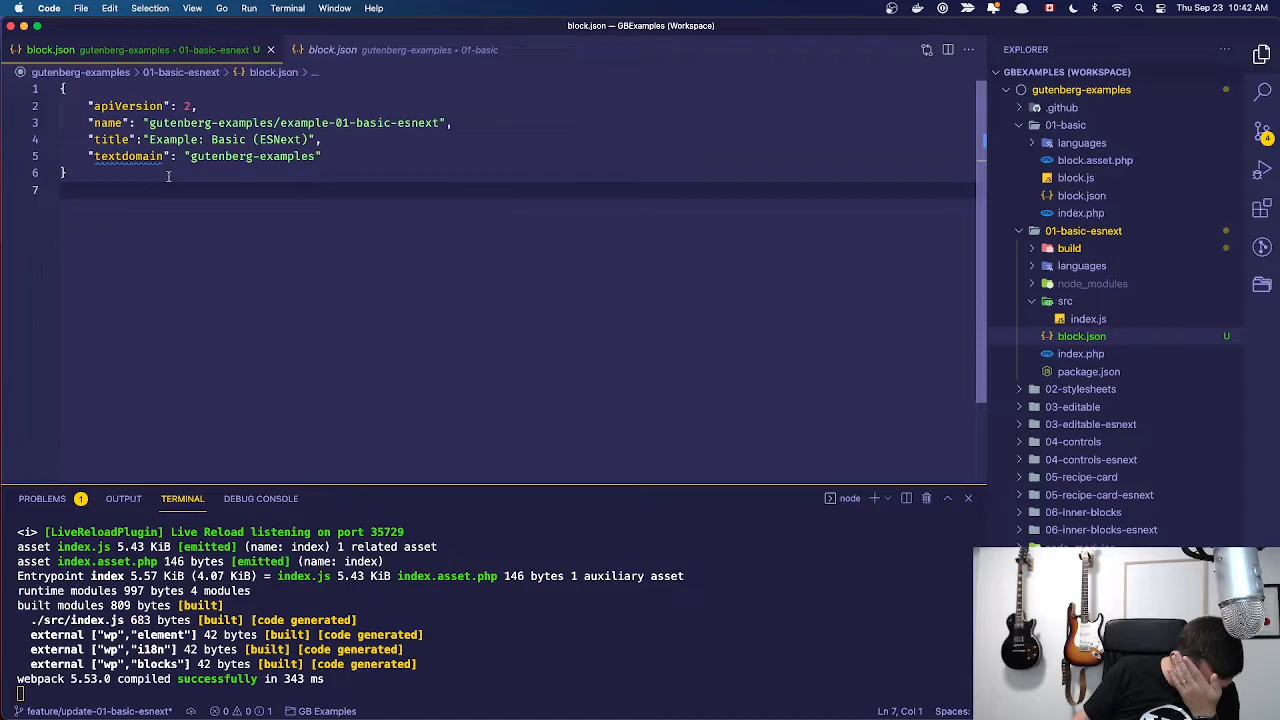 Code File Edit Selection View Go Run Terminal Window Help
Thu Sep 23 10:42 AM
block.json — GBExamples (Workspace)
block.json gutenberg-examples • 01-basic-esnext U
block.json gutenberg-examples • 01-basic
gutenberg-examples > 01-basic-esnext > {..} block.json > ...
1 {
2 "apiVersion": 2,
3 "name": "gutenberg-examples/example-01-basic-esnext",
4 "title":"Example: Basic (ESNext)",
5 "textdomain": "gutenberg-examples"
6 }
7
EXPLORER
GBEXAMPLES (WORKSPACE)
gutenberg-examples
.github
01-basic
languages
block.asset.php
block.js
block.json
index.php
01-basic-esnext
build
languages
node_modules
src
index.js
block.json U
index.php
package.json
02-stylesheets
03-editable
03-editable-esnext
04-controls
04-controls-esnext
05-recipe-card
05-recipe-card-esnext
06-inner-blocks
06-inner-blocks-esnext
4
PROBLEMS 1 OUTPUT TERMINAL DEBUG CONSOLE
node
<i> [LiveReloadPlugin] Live Reload listening on port 35729
asset index.js 5.43 KiB [emitted] (name: index) 1 related asset
asset index.asset.php 146 bytes [emitted] (name: index)
Entrypoint index 5.57 KiB (4.07 KiB) = index.js 5.43 KiB index.asset.php 146 bytes 1 auxiliary asset
runtime modules 997 bytes 4 modules
built modules 809 bytes [built]
./src/index.js 683 bytes [built] [code generated]
external ["wp","element"] 42 bytes [built] [code generated]
external ["wp","i18n"] 42 bytes [built] [code generated]
external ["wp","blocks"] 42 bytes [built] [code generated]
webpack 5.53.0 compiled successfully in 343 ms
feature/update-01-basic-esnext* 0 0 1 GB Examples
Ln 7, Col 1 Spaces: